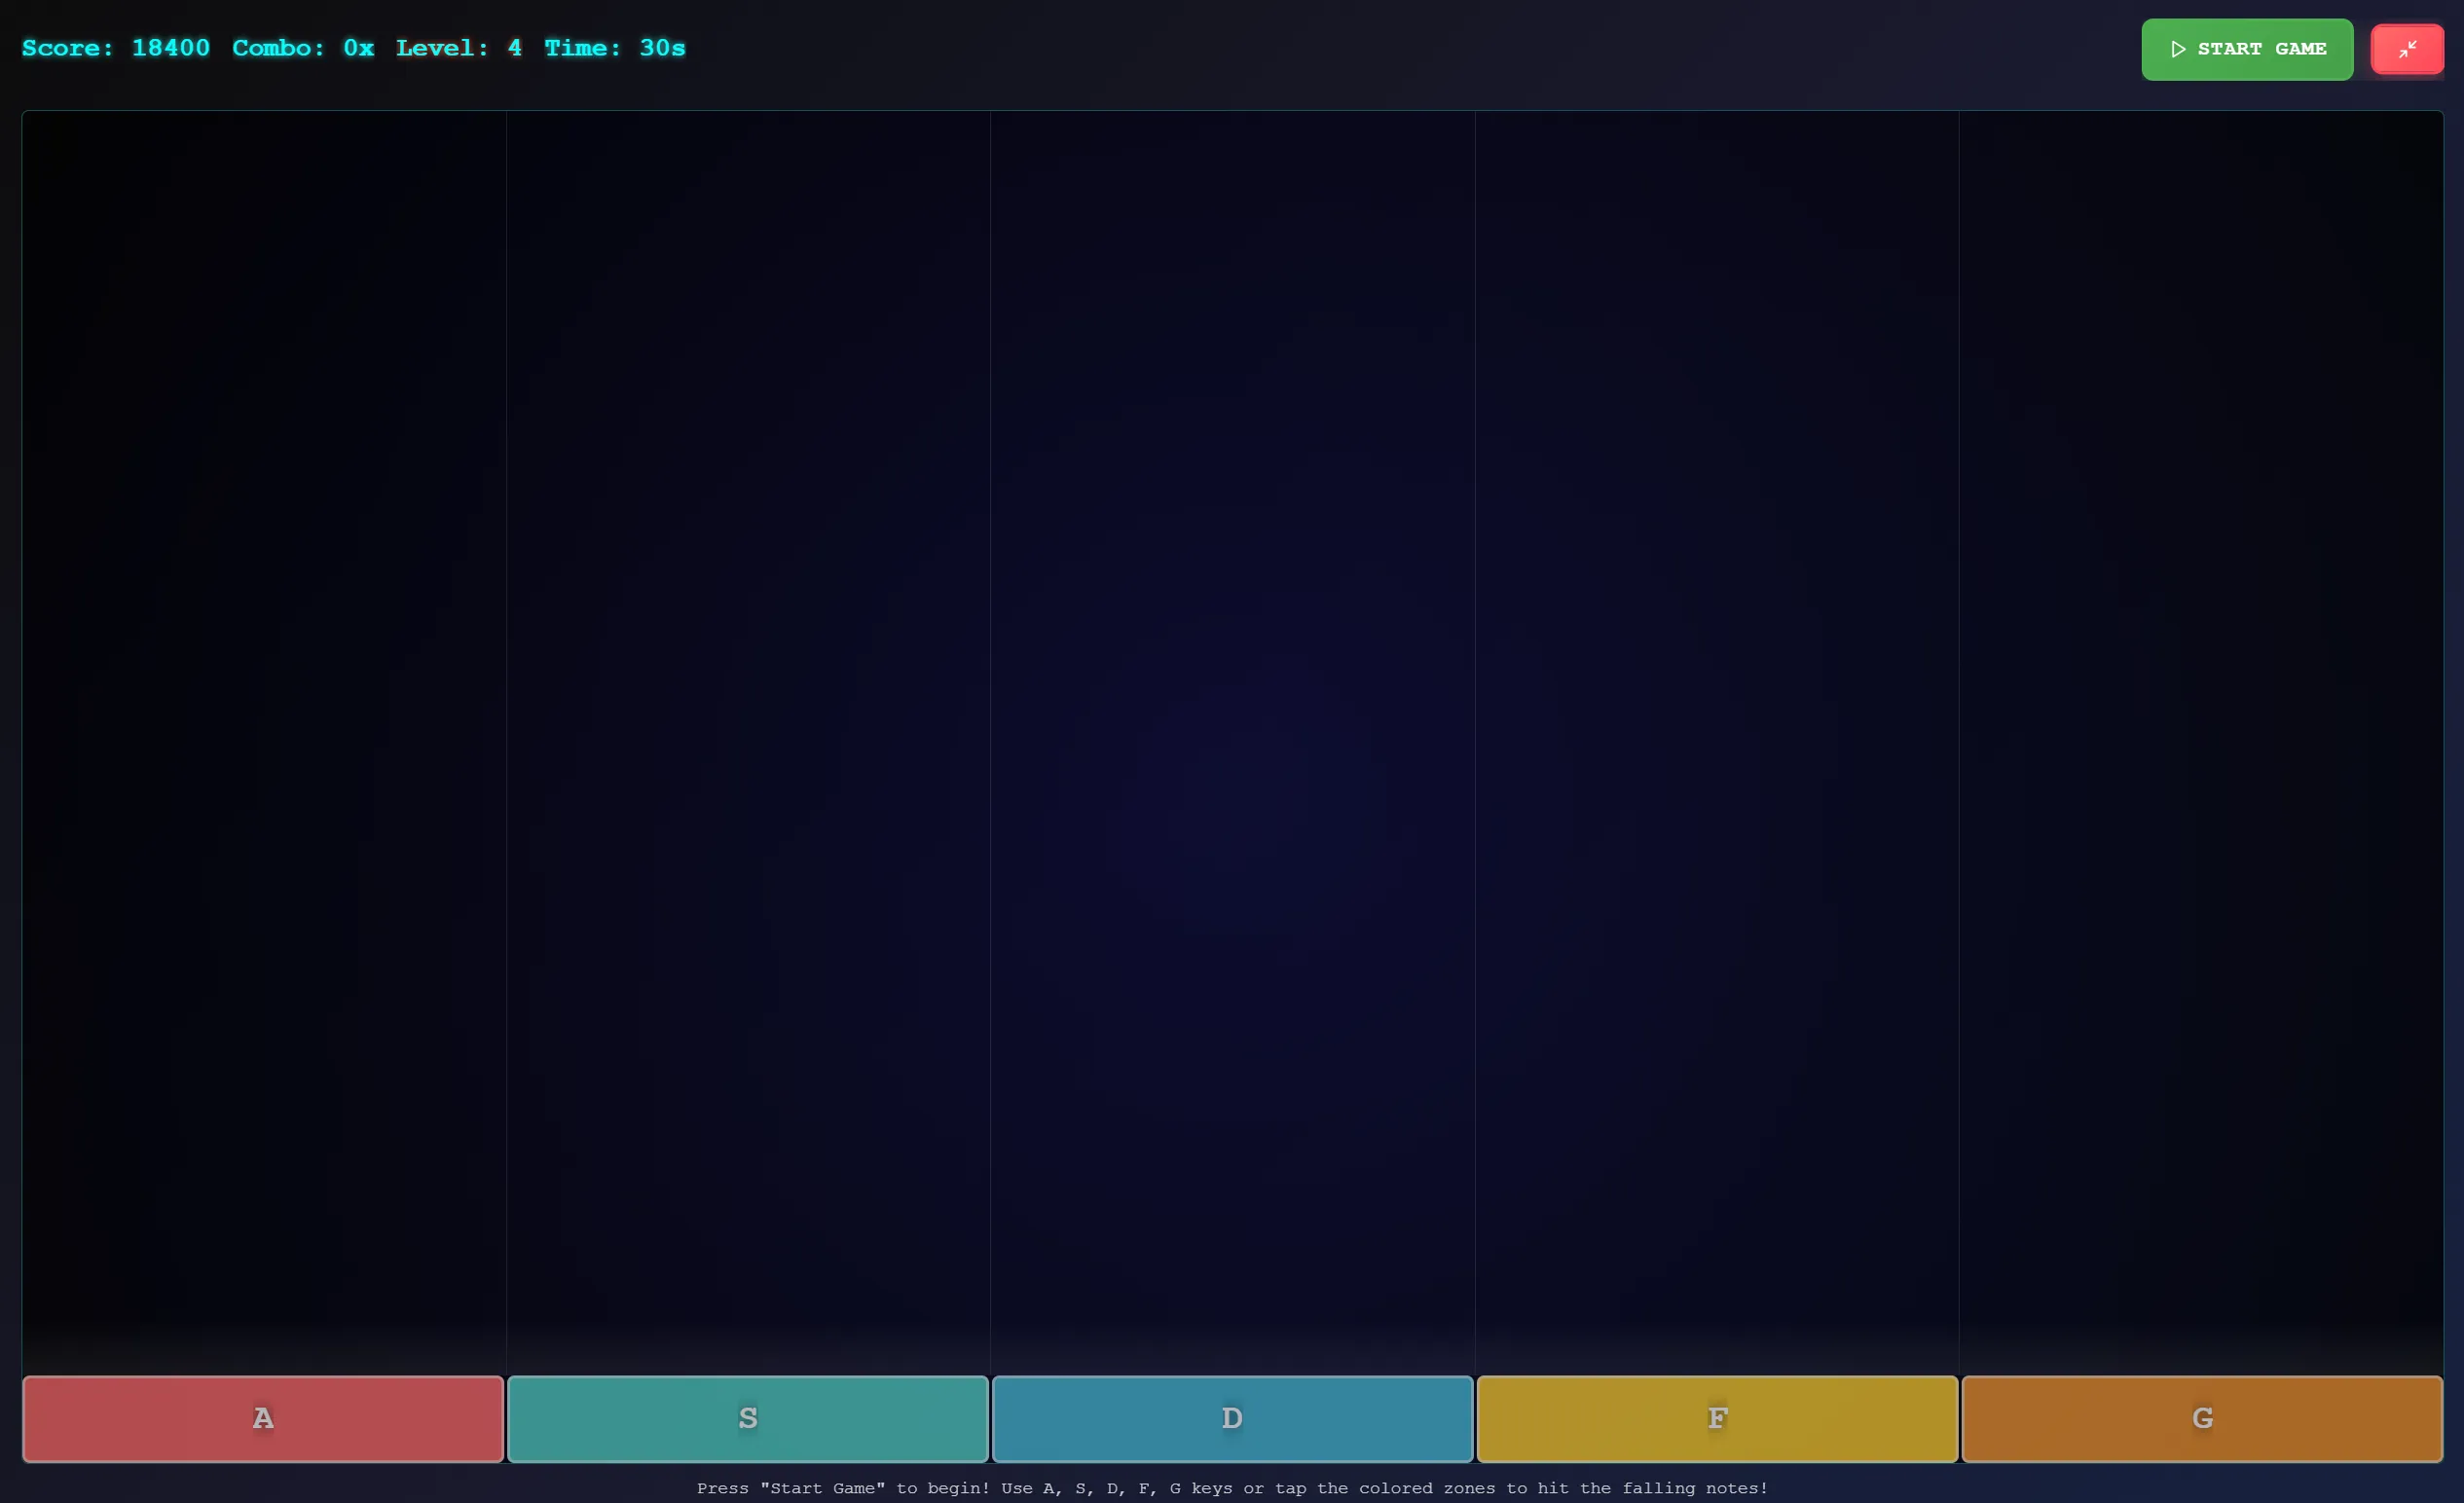 Score: 18400 Combo: 0x Level: 4 Time: 30s START GAME
A S D F G
Press "Start Game" to begin! Use A, S, D, F, G keys or tap the colored zones to hit the falling notes!